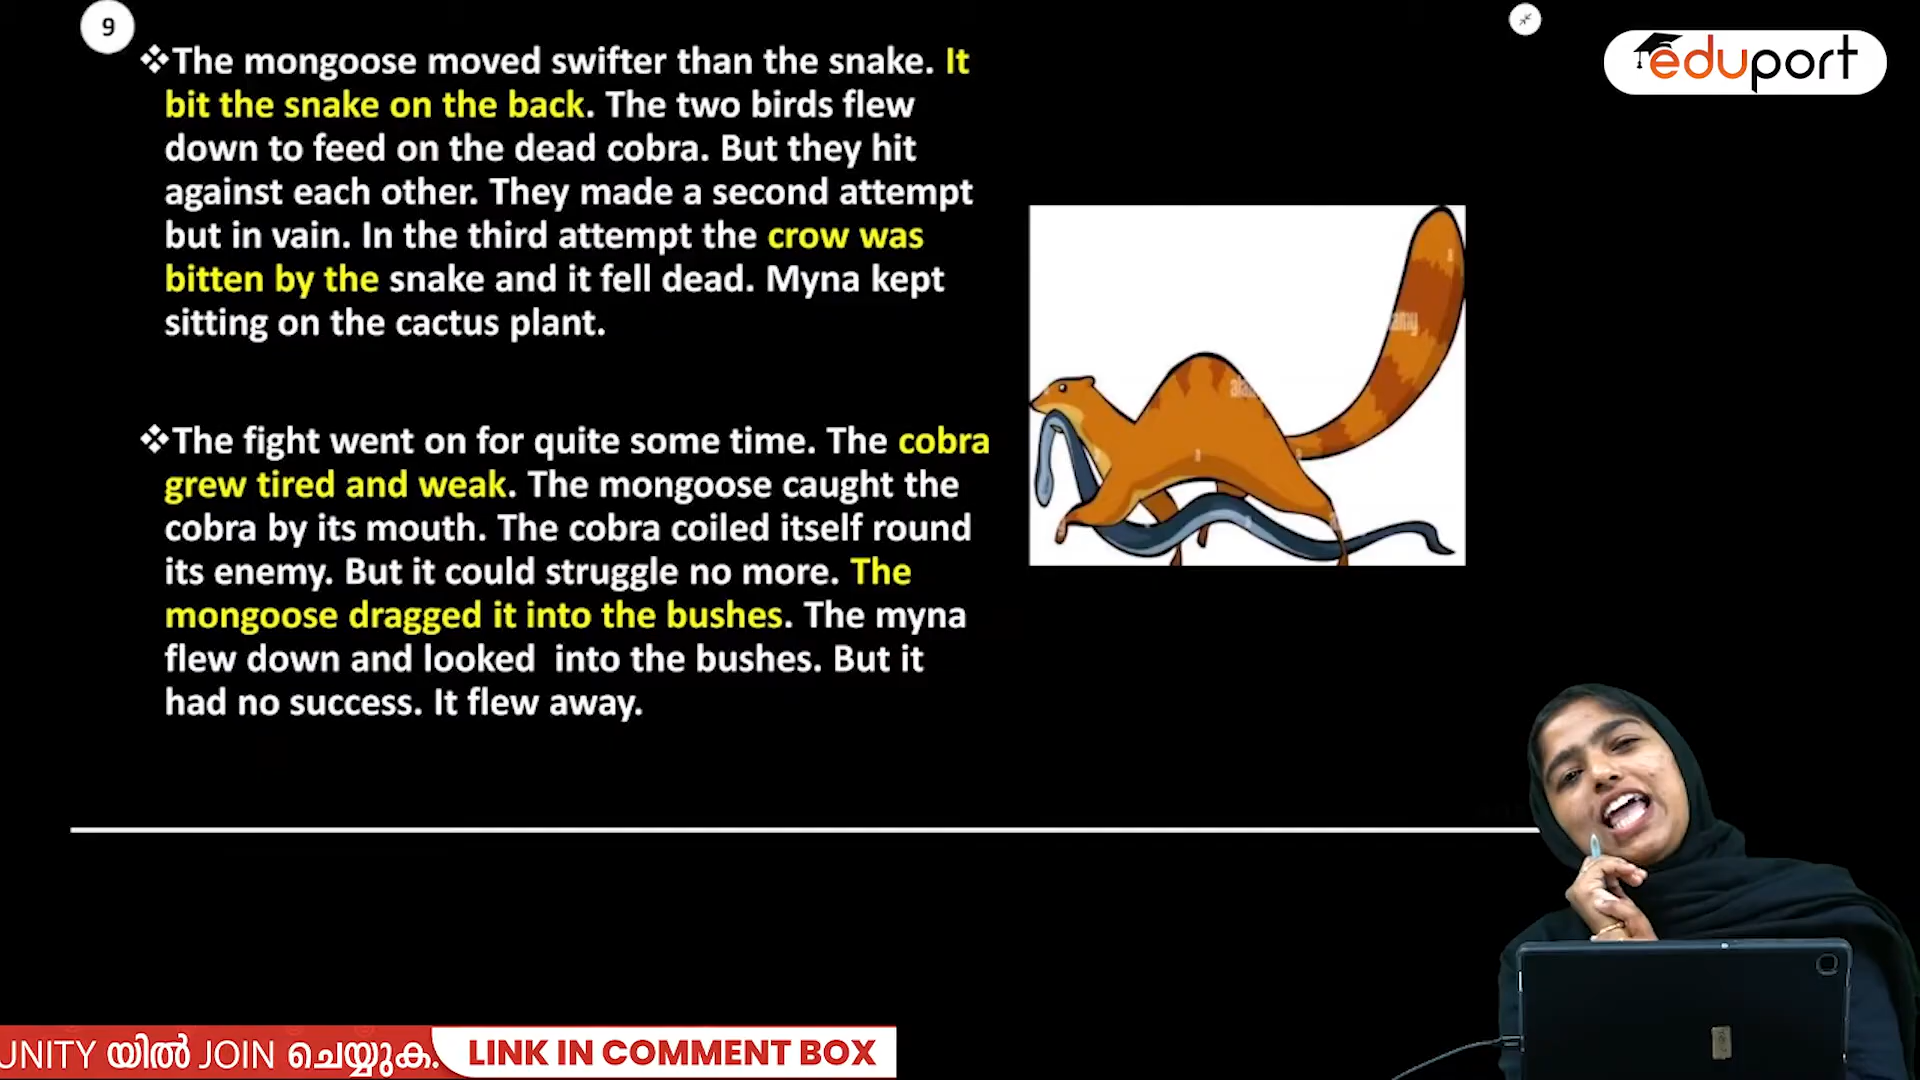 9
❖The mongoose moved swifter than the snake. It
bit the snake on the back. The two birds flew
down to feed on the dead cobra. But they hit
against each other. They made a second attempt
but in vain. In the third attempt the crow was
bitten by the snake and it fell dead. Myna kept
sitting on the cactus plant.
❖The fight went on for quite some time. The cobra
grew tired and weak. The mongoose caught the
cobra by its mouth. The cobra coiled itself round
its enemy. But it could struggle no more. The
mongoose dragged it into the bushes. The myna
flew down and looked into the bushes. But it
had no success. It flew away.
eduport
UNITY യിൽ JOIN ചെയ്യുക.
LINK IN COMMENT BOX